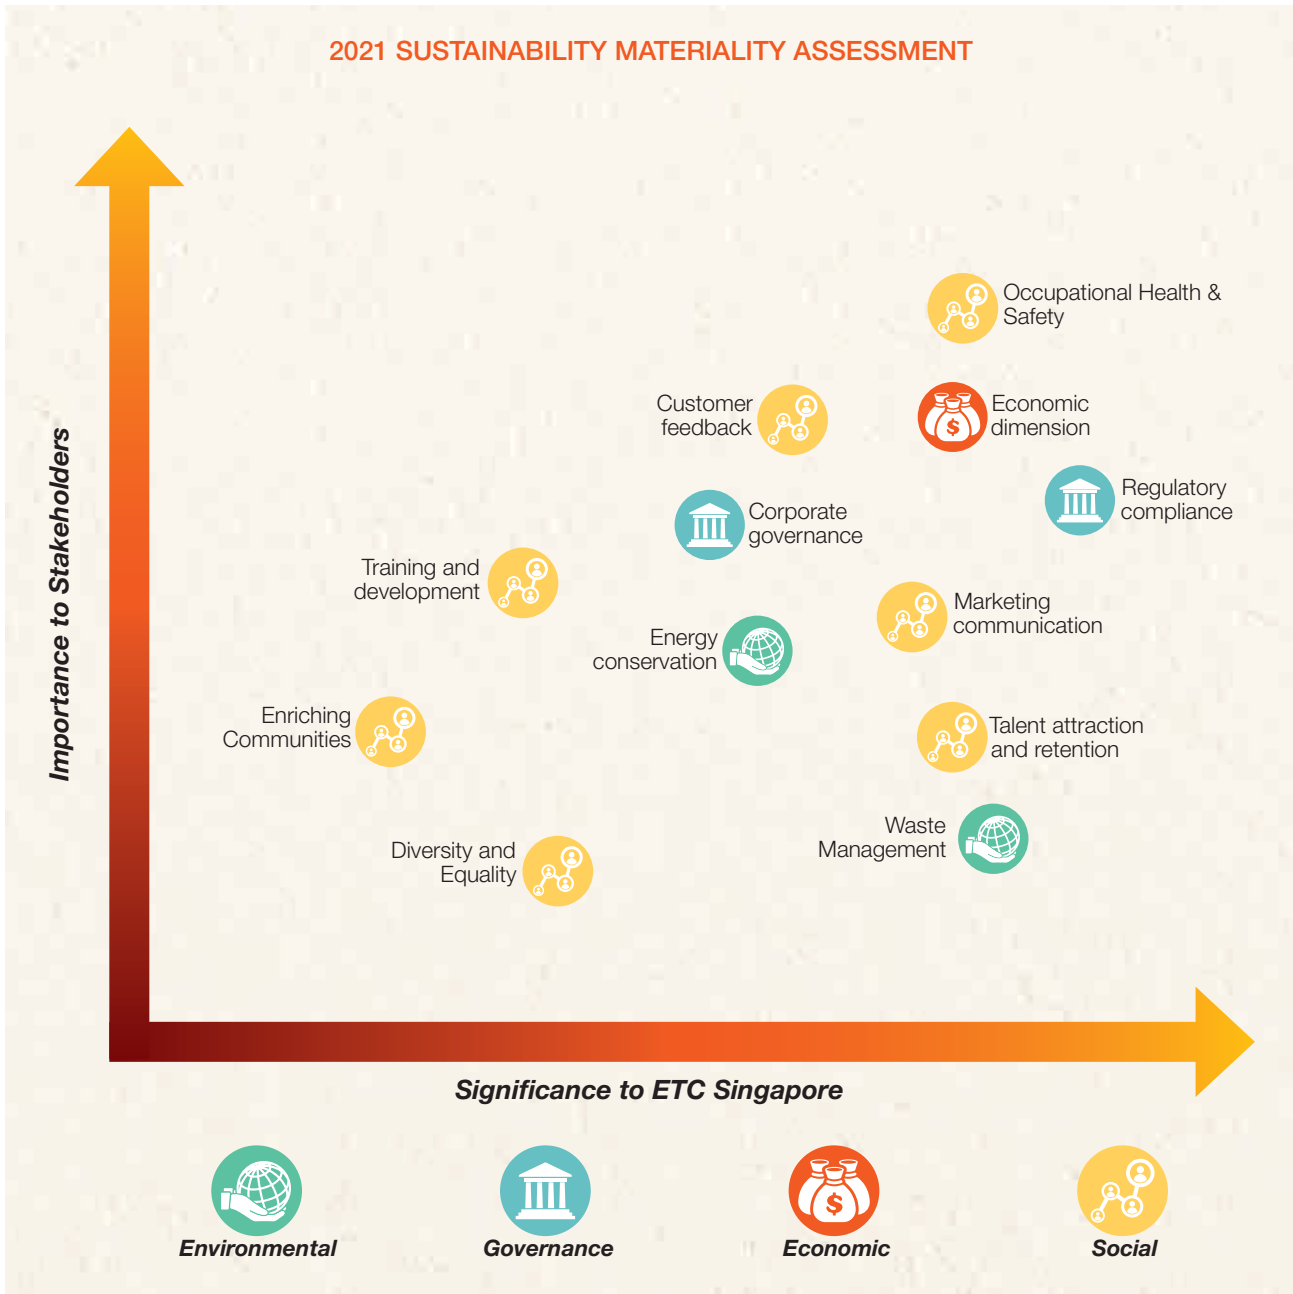 2021 SUSTAINABILITY MATERIALITY ASSESSMENT
Importance to Stakeholders
Occupational Health &
Safety
Customer
feedback
Economic
dimension
Regulatory
compliance
Corporate
governance
Training and
development
Marketing
communication
Energy
conservation
Enriching
Communities
Talent attraction
and retention
Waste
Management
Diversity and
Equality
Significance to ETC Singapore
$
$
Environmental
Governance
Economic
Social